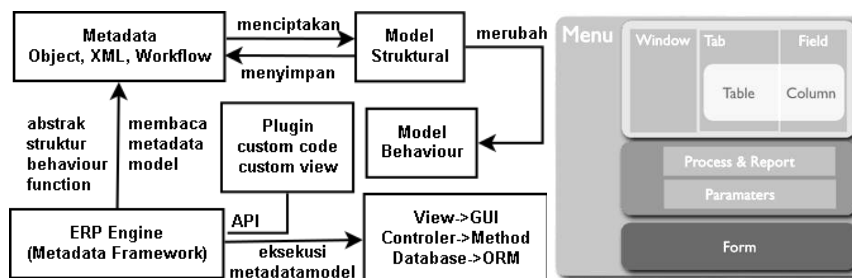 Metadata
Object, XML, Workflow
menciptakan
menyimpan
Model
Struktural
merubah
abstrak
struktur
behaviour
function
membaca
metadata
model
Plugin
custom code
custom view
Model
Behaviour
ERP Engine
(Metadata Framework)
API
eksekusi
metadatamodel
View->GUI
Controler->Method
Database->ORM
Menu
Window
Tab
Field
Table
Column
Process & Report
Paramaters
Form